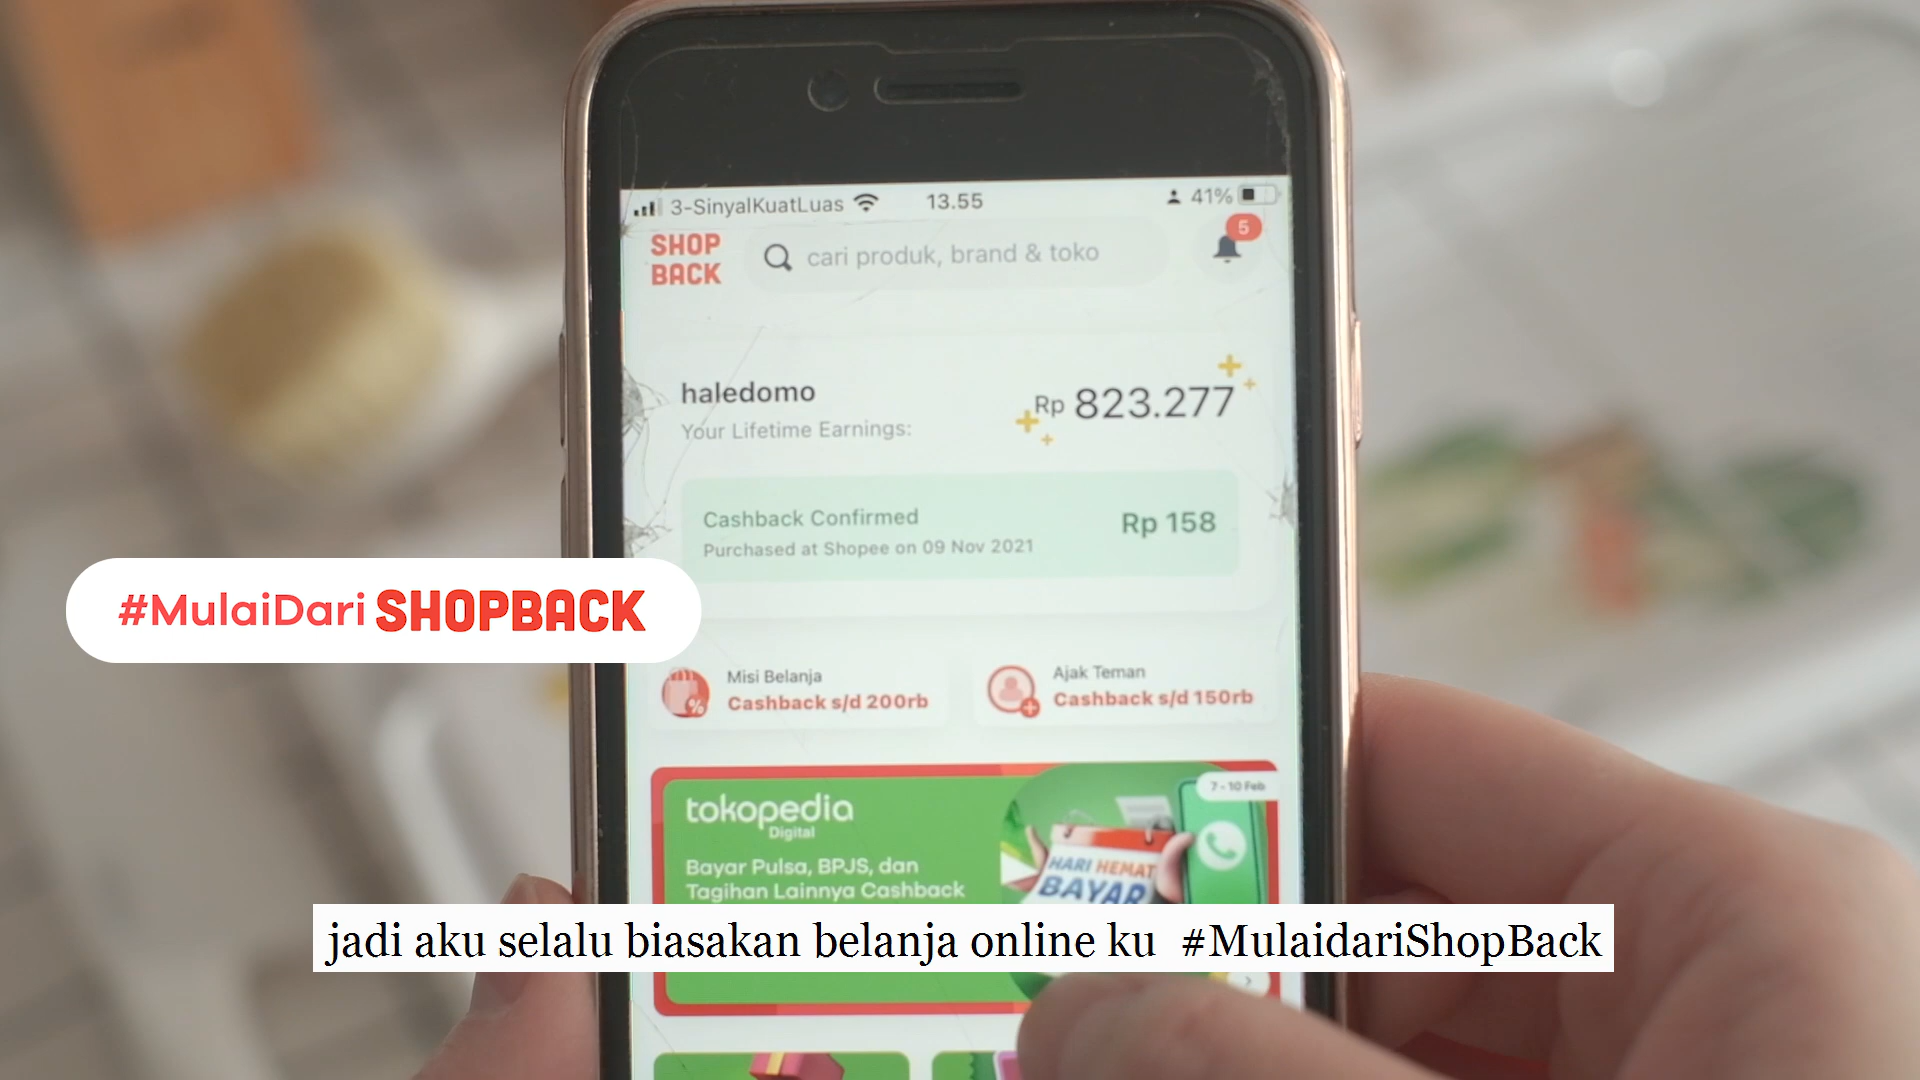 3-SinyalKuatLuas
13.55
41%
SHOP
BACK
cari produk, brand & toko
5
haledomo
Rp 823.277
Your Lifetime Earnings:
Cashback Confirmed
Rp 158
Purchased at Shopee on 09 Nov 2021
#MulaiDari SHOPBACK
Misi Belanja
Cashback s/d 200rb
Ajak Teman
Cashback s/d 150rb
tokopedia
Digital
7 - 10 Feb
Bayar Pulsa, BPJS, dan
Tagihan Lainnya Cashback
HARI HEMAT
BAYAR
jadi aku selalu biasakan belanja online ku #MulaidariShopBack